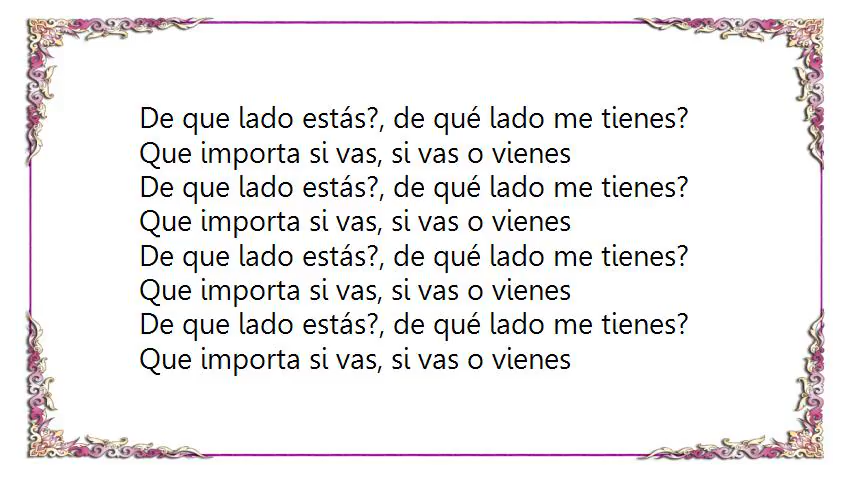 De que lado estás?, de qué lado me tienes?
Que importa si vas, si vas o vienes
De que lado estás?, de qué lado me tienes?
Que importa si vas, si vas o vienes
De que lado estás?, de qué lado me tienes?
Que importa si vas, si vas o vienes
De que lado estás?, de qué lado me tienes?
Que importa si vas, si vas o vienes